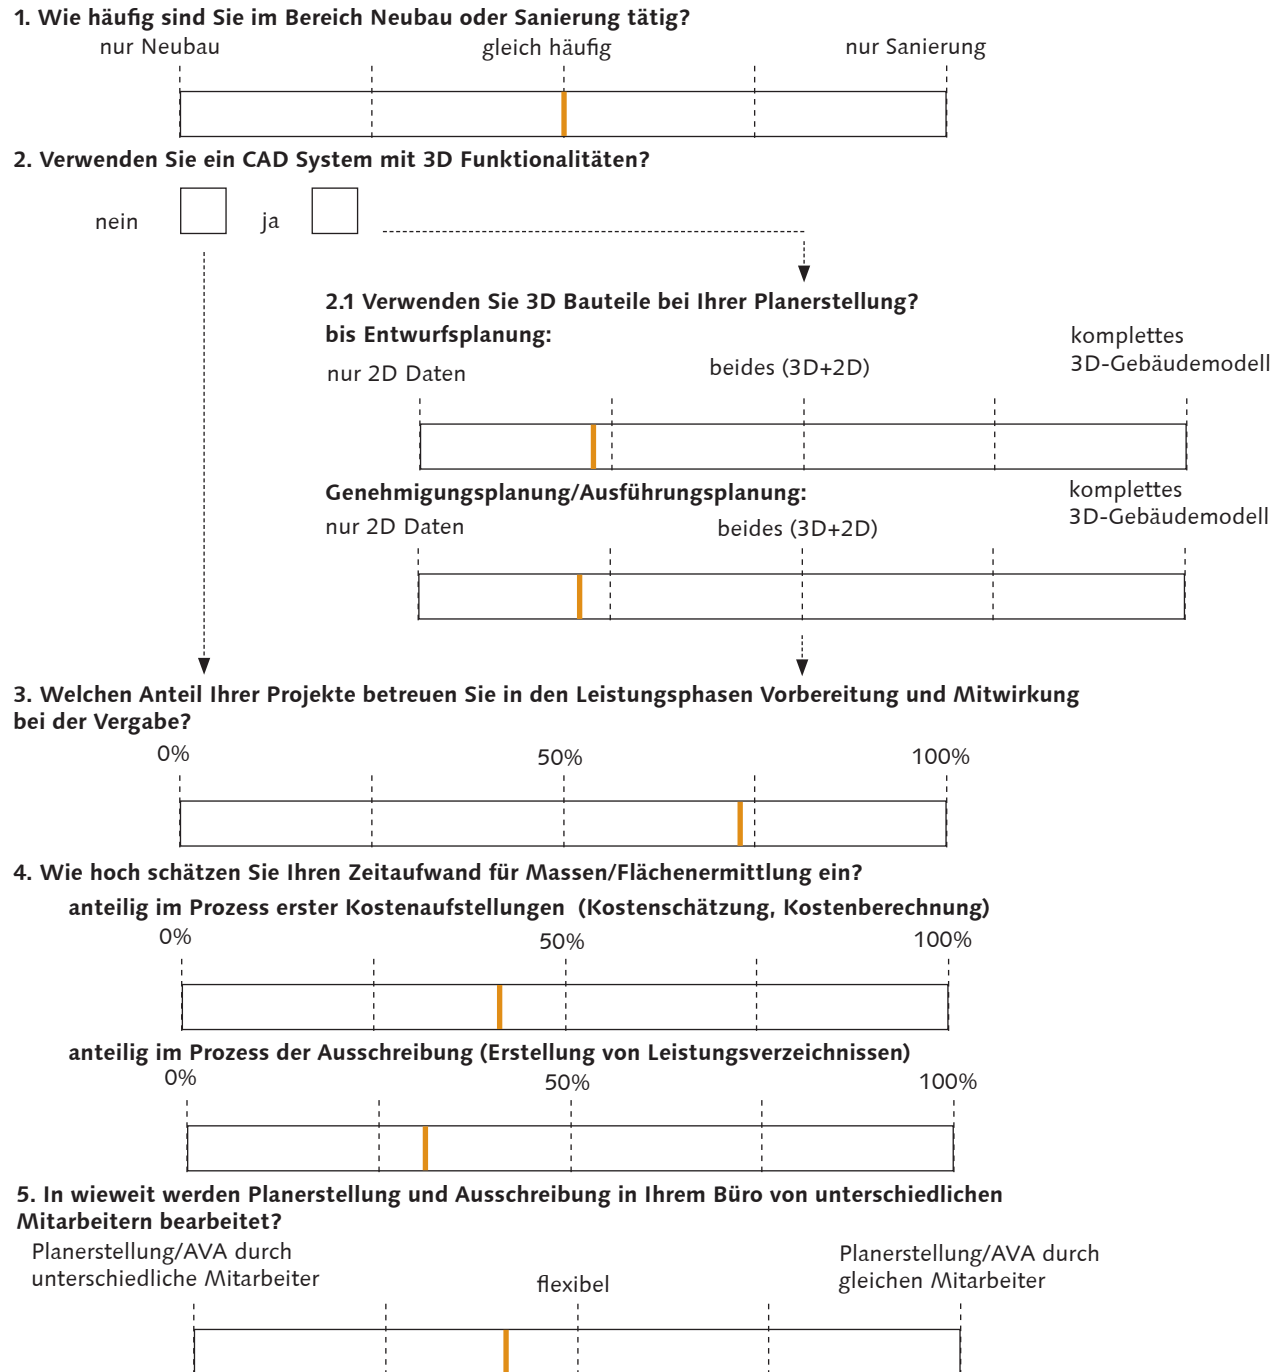 1. Wie häufig sind Sie im Bereich Neubau oder Sanierung tätig?
nur Neubau gleich häufig nur Sanierung
2. Verwenden Sie ein CAD System mit 3D Funktionalitäten?
nein ja
2.1 Verwenden Sie 3D Bauteile bei Ihrer Planerstellung?
bis Entwurfsplanung:
nur 2D Daten beides (3D+2D) komplettes
3D-Gebäudemodell
Genehmigungsplanung/Ausführungsplanung:
nur 2D Daten beides (3D+2D) komplettes
3D-Gebäudemodell
3. Welchen Anteil Ihrer Projekte betreuen Sie in den Leistungsphasen Vorbereitung und Mitwirkung
bei der Vergabe?
0% 50% 100%
4. Wie hoch schätzen Sie Ihren Zeitaufwand für Massen/Flächenermittlung ein?
anteilig im Prozess erster Kostenaufstellungen (Kostenschätzung, Kostenberechnung)
0% 50% 100%
anteilig im Prozess der Ausschreibung (Erstellung von Leistungsverzeichnissen)
0% 50% 100%
5. In wieweit werden Planerstellung und Ausschreibung in Ihrem Büro von unterschiedlichen
Mitarbeitern bearbeitet?
Planerstellung/AVA durch
unterschiedliche Mitarbeiter
flexibel
Planerstellung/AVA durch
gleichen Mitarbeiter